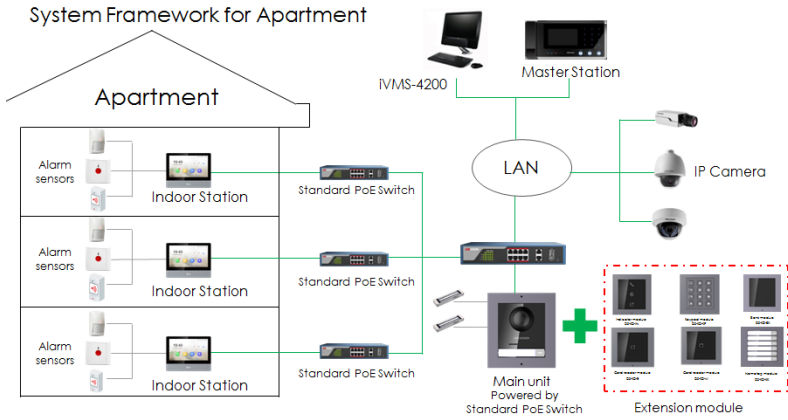 System Framework for Apartment
iVMS-4200
Master Station
Apartment
LAN
IP Camera
Alarm
sensors
Indoor Station
Standard PoE Switch
Alarm
sensors
Indoor Station
Standard PoE Switch
Alarm
sensors
Indoor Station
Standard PoE Switch
Main unit
Powered by
Standard PoE Switch
Extension module